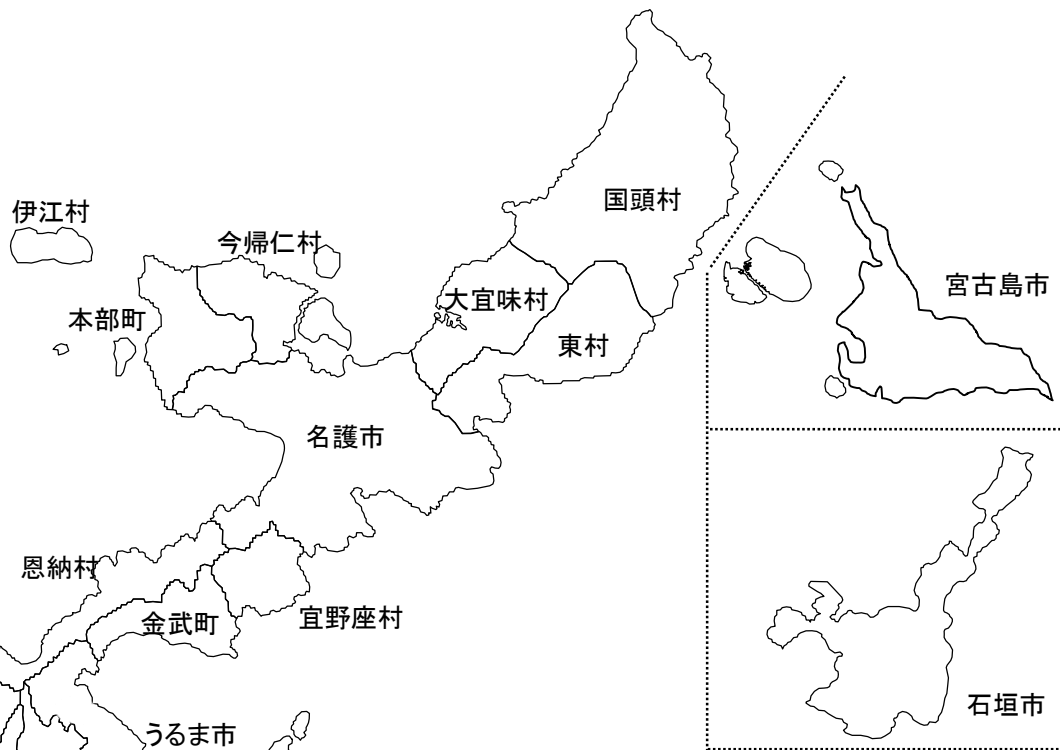 国頭村
伊江村
今帰仁村
大宜味村
宮古島市
本部町
東村
名護市
恩納村
金武町
宜野座村
石垣市
うるま市